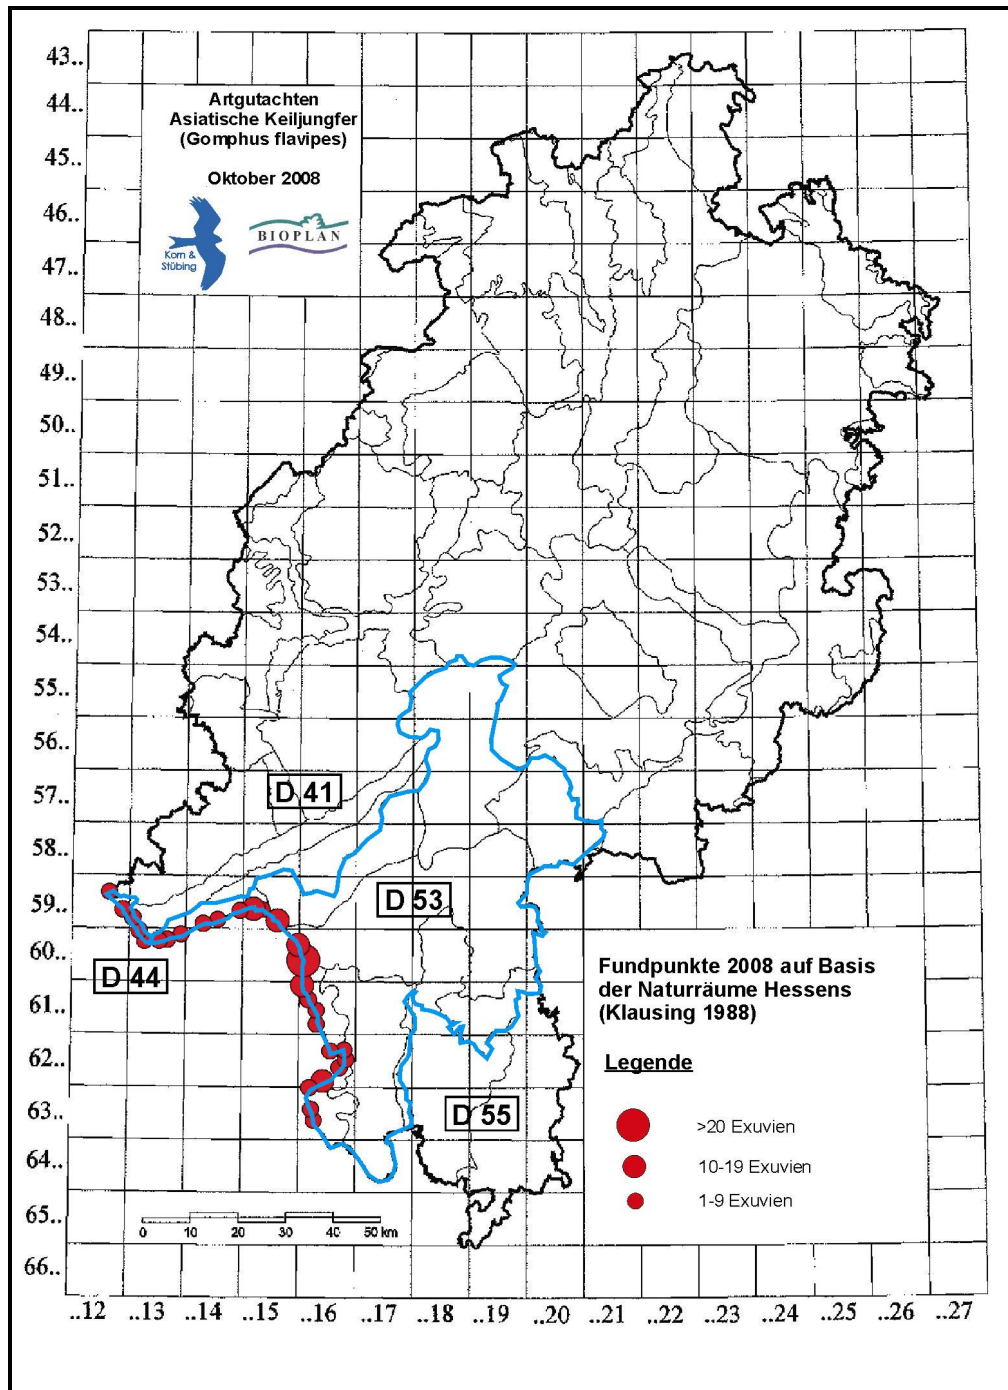 Artgutachten
Asiatische Keiljungfer
(Gomphus flavipes)
Oktober 2008
Korn &
Stübing
BIOPLAN
43..
44..
45..
46..
47..
48..
49..
50..
51..
52..
53..
54..
55..
56..
57..
58..
59..
60..
61..
62..
63..
64..
65..
66..
D 41
D 53
D 44
D 55
Fundpunkte 2008 auf Basis
der Naturräume Hessens
(Klausing 1988)
Legende
>20 Exuvien
10-19 Exuvien
1-9 Exuvien
0 10 20 30 40 50 km
..12 ..13 ..14 ..15 ..16 ..17 ..18 ..19 ..20 ..21 ..22 ..23 ..24 ..25 ..26 ..27